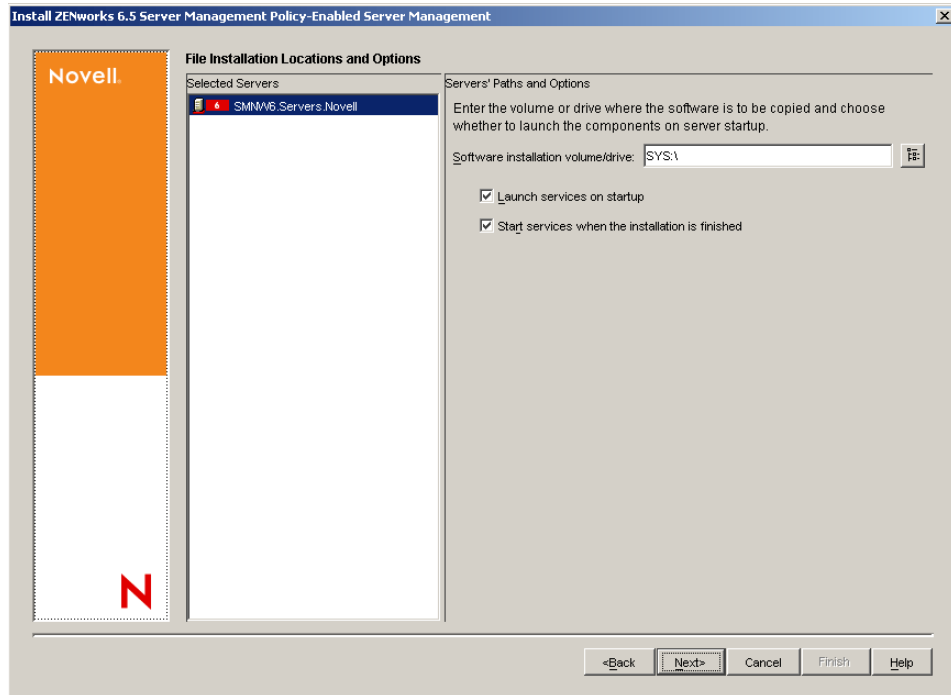 Install ZENworks 6.5 Server Management Policy-Enabled Server Management
Novell.
File Installation Locations and Options
Selected Servers
6 SMNW6.Servers.Novell
Servers' Paths and Options
Enter the volume or drive where the software is to be copied and choose
whether to launch the components on server startup.
Software installation volume/drive: SYS:\
Launch services on startup
Start services when the installation is finished
N
«Back Next» Cancel Finish Help